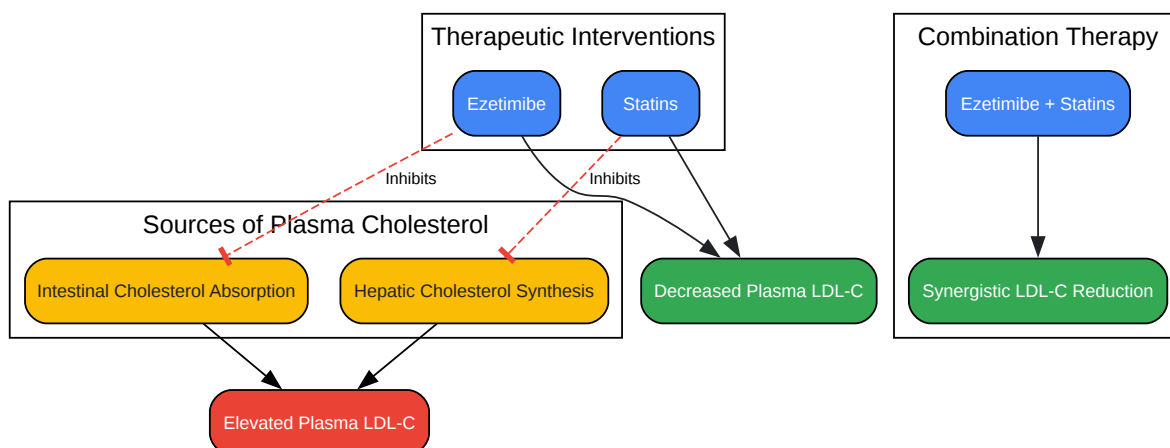 Therapeutic Interventions
Combination Therapy
Ezetimibe
Statins
Ezetimibe + Statins
Inhibits
Inhibits
Sources of Plasma Cholesterol
Intestinal Cholesterol Absorption
Hepatic Cholesterol Synthesis
Decreased Plasma LDL-C
Synergistic LDL-C Reduction
Elevated Plasma LDL-C